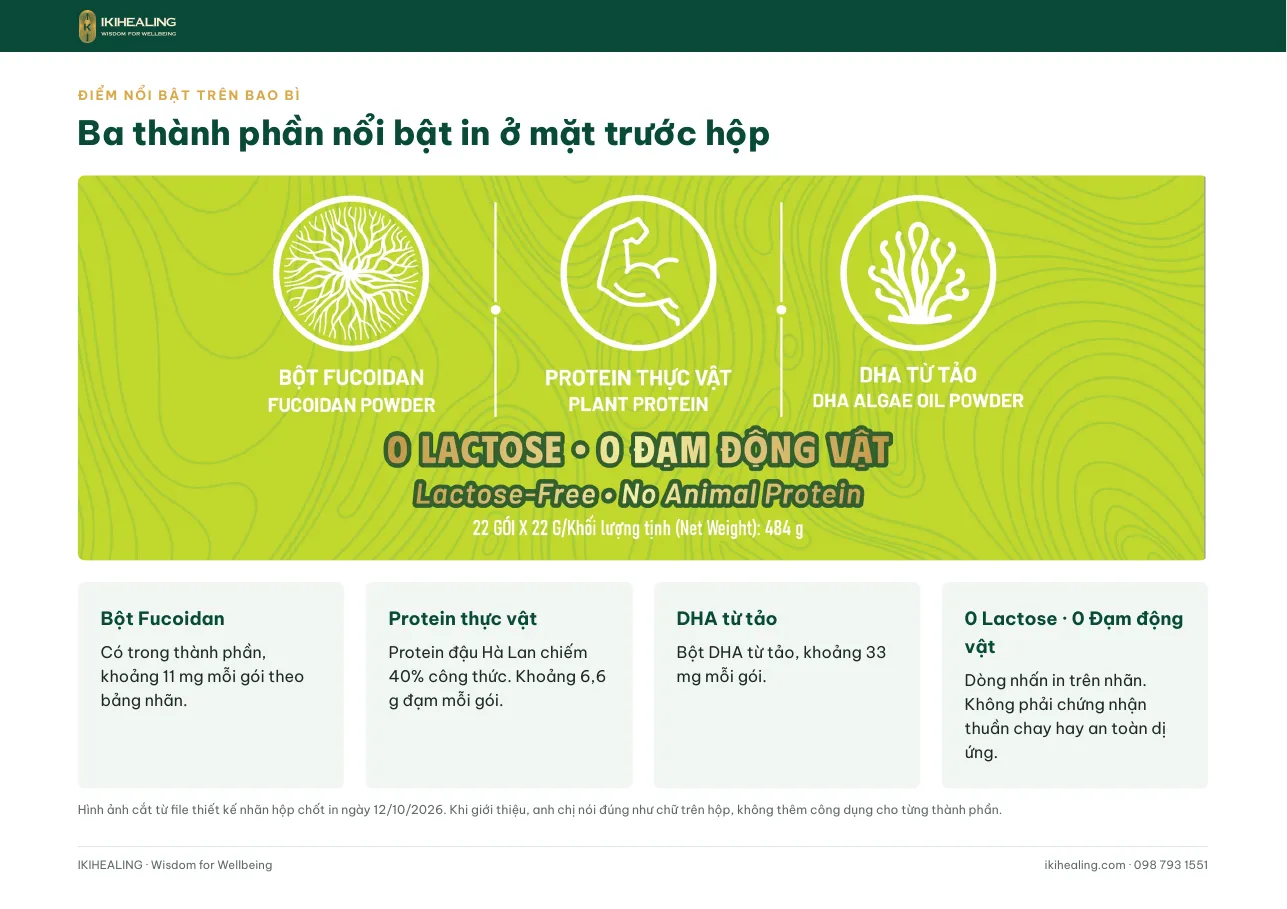 IKIHEALING
WISDOM FOR WELLBEING
ĐIỂM NỔI BẬT TRÊN BAO BÌ
Ba thành phần nổi bật in ở mặt trước hộp
BỘT FUCOIDAN
FUCOIDAN POWDER
PROTEIN THỰC VẬT
PLANT PROTEIN
DHA TỪ TẢO
DHA ALGAE OIL POWDER
0 LACTOSE • 0 ĐẠM ĐỘNG VẬT
Lactose-Free • No Animal Protein
22 GÓI X 22 G/Khối lượng tịnh (Net Weight): 484 g
Bột Fucoidan
Có trong thành phần,
khoảng 11 mg mỗi gói theo
bảng nhãn.
Protein thực vật
Protein đậu Hà Lan chiếm
40% công thức. Khoảng 6,6
g đạm mỗi gói.
DHA từ tảo
Bột DHA từ tảo, khoảng 33
mg mỗi gói.
0 Lactose · 0 Đạm động
vật
Dòng nhấn in trên nhãn.
Không phải chứng nhận
thuần chay hay an toàn dị
ứng.
Hình ảnh cắt từ file thiết kế nhãn hộp chốt in ngày 12/10/2026. Khi giới thiệu, anh chị nói đúng như chữ trên hộp, không thêm công dụng cho từng thành phần.
IKIHEALING · Wisdom for Wellbeing
ikihealing.com · 098 793 1551